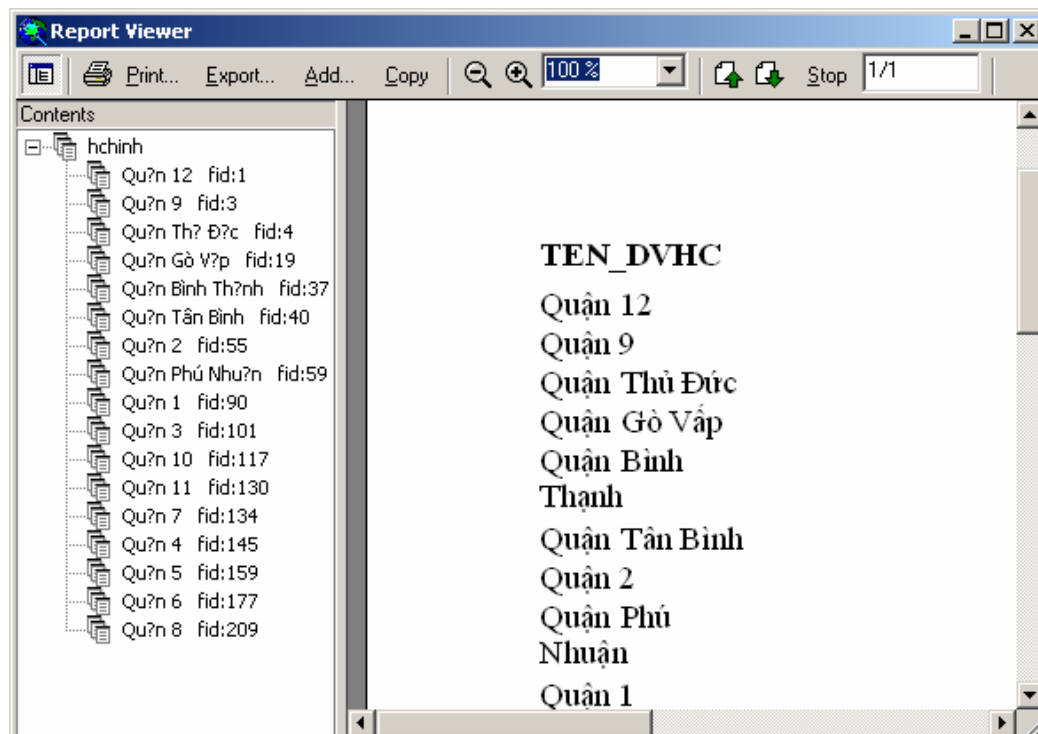 Report Viewer
Print... Export... Add... Copy 100 % Stop 1/1
Contents
hchinh
Qu?n 12 fid:1
Qu?n 9 fid:3
Qu?n Th? Đ?c fid:4
Qu?n Gò V?p fid:19
Qu?n Bình Th?nh fid:37
Qu?n Tân Bình fid:40
Qu?n 2 fid:55
Qu?n Phú Nhu?n fid:59
Qu?n 1 fid:90
Qu?n 3 fid:101
Qu?n 10 fid:117
Qu?n 11 fid:130
Qu?n 7 fid:134
Qu?n 4 fid:145
Qu?n 5 fid:159
Qu?n 6 fid:177
Qu?n 8 fid:209
TEN_DVHC
Quận 12
Quận 9
Quận Thủ Đức
Quận Gò Vấp
Quận Bình
Thạnh
Quận Tân Bình
Quận 2
Quận Phú
Nhuận
Quận 1